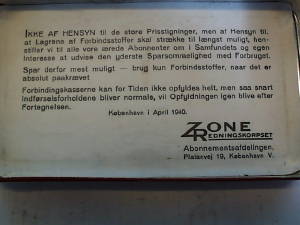 IKKE AF HENSYN til de store Prisstigninger, men af Hensyn til,
at Lagrene af Forbindsstoffer skal strække til længst muligt, hen-
stiller vi til alle vore ærede Abonnenter om i Samfundets og egen
Interesse at udvise den yderste Sparsomelighed med Forbruget.
Spar derfor mest muligt — brug kun Forbindsstoffer, naar det er
absolut paakrævet
Forbindingskasserne kan for Tiden ikke opfyldes helt, men saa snart
Indførselsforholdene bliver normale, vil Opfyldningen igen blive efter
Fortegnelsen.
København i April 1940.
ZONE
REDNINGSKORPSET
Abonnementsafdelingen,
Platanvej 19, København V.